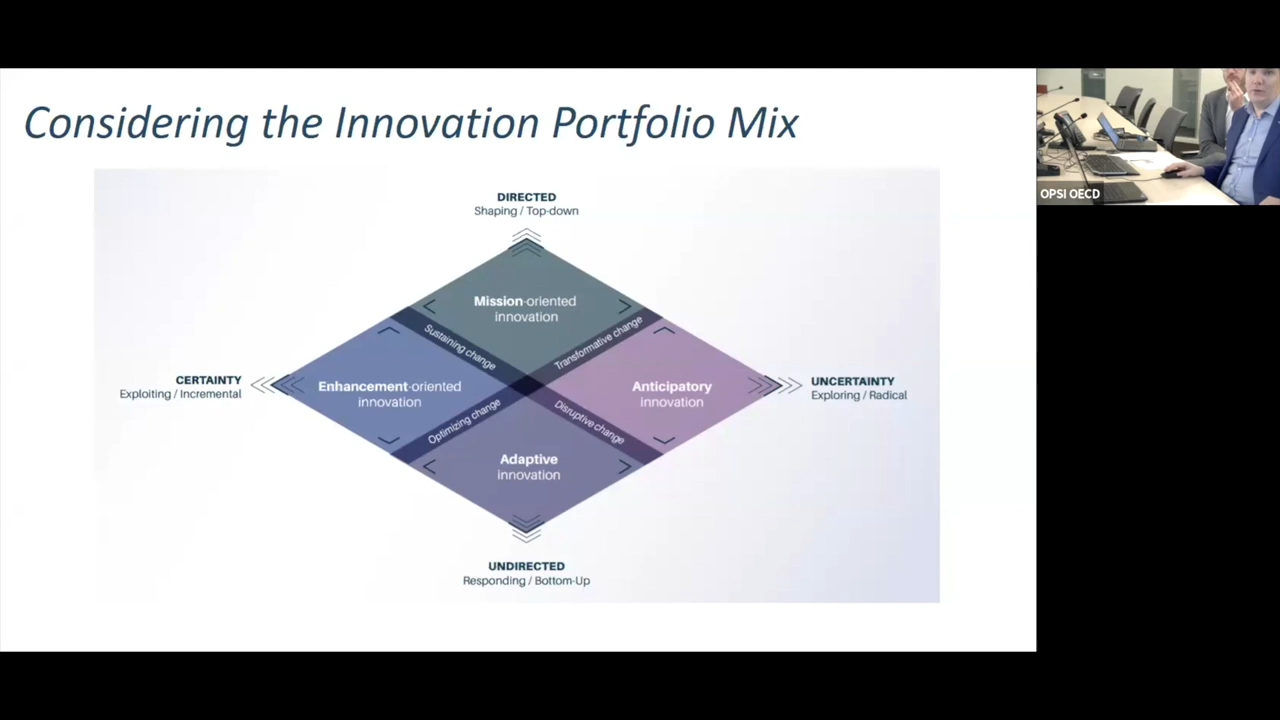 Considering the Innovation Portfolio Mix
OPSI OECD
DIRECTED
Shaping / Top-down
Mission-oriented
innovation
Sustaining change
Transformative change
CERTAINTY
Exploiting / Incremental
Enhancement-oriented
innovation
Anticipatory
innovation
UNCERTAINTY
Exploring / Radical
Optimizing change
Disruptive change
Adaptive
innovation
UNDIRECTED
Responding / Bottom-Up